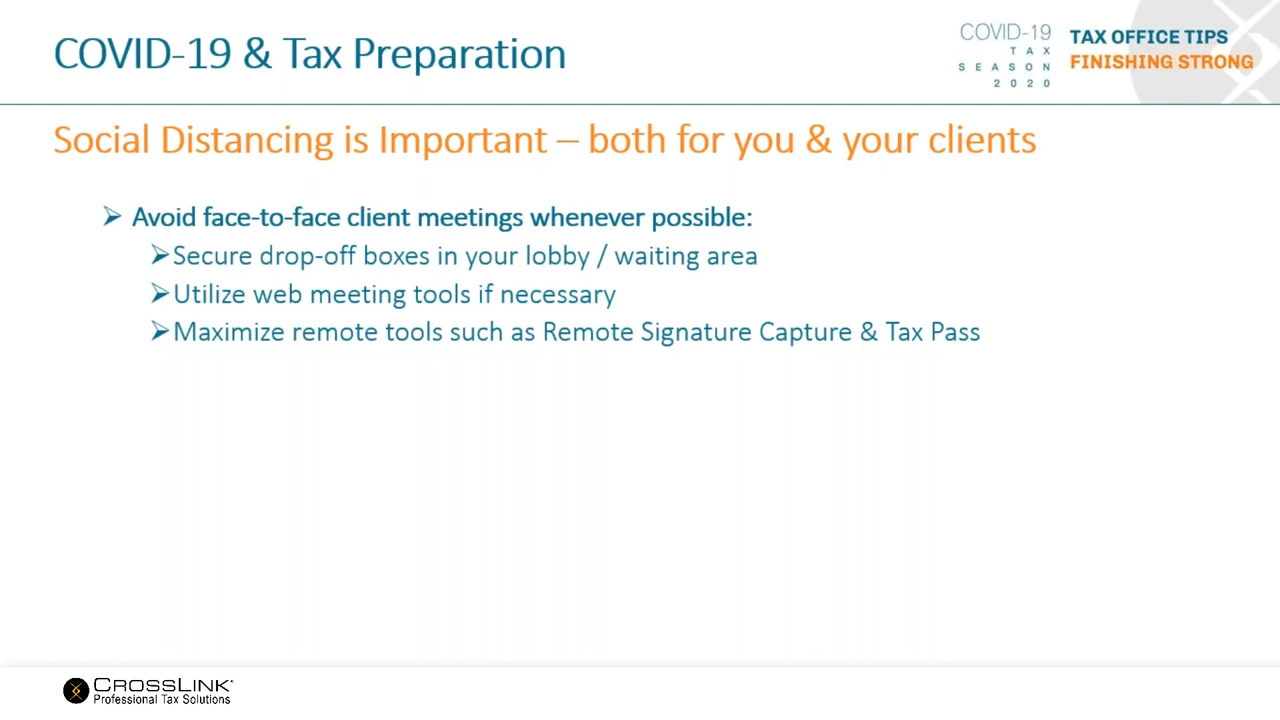 COVID-19 & Tax Preparation
COVID-19
TAX
SEASON
2020
TAX OFFICE TIPS
FINISHING STRONG
Social Distancing is Important – both for you & your clients
➢ Avoid face-to-face client meetings whenever possible:
➢Secure drop-off boxes in your lobby / waiting area
➢Utilize web meeting tools if necessary
➢Maximize remote tools such as Remote Signature Capture & Tax Pass
CROSSLINK
Professional Tax Solutions